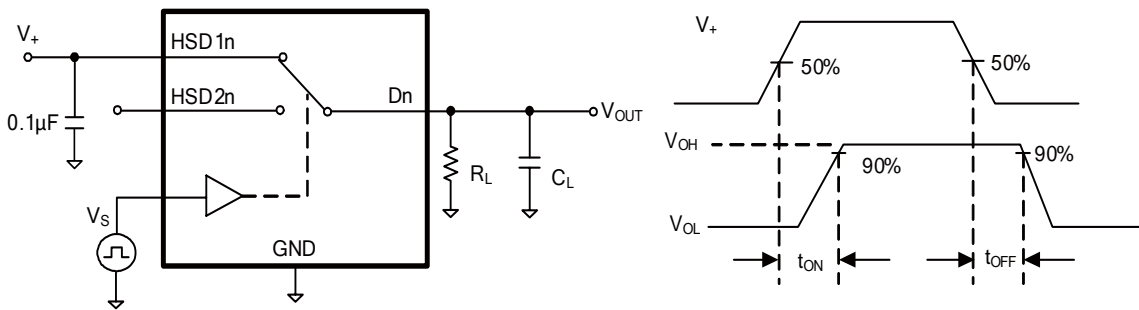 V+
HSD1n
HSD2n
Dn
VOUT
0.1μF
RL
CL
VS
GND
V+
50%
50%
VOH
90%
90%
VOL
tON
tOFF